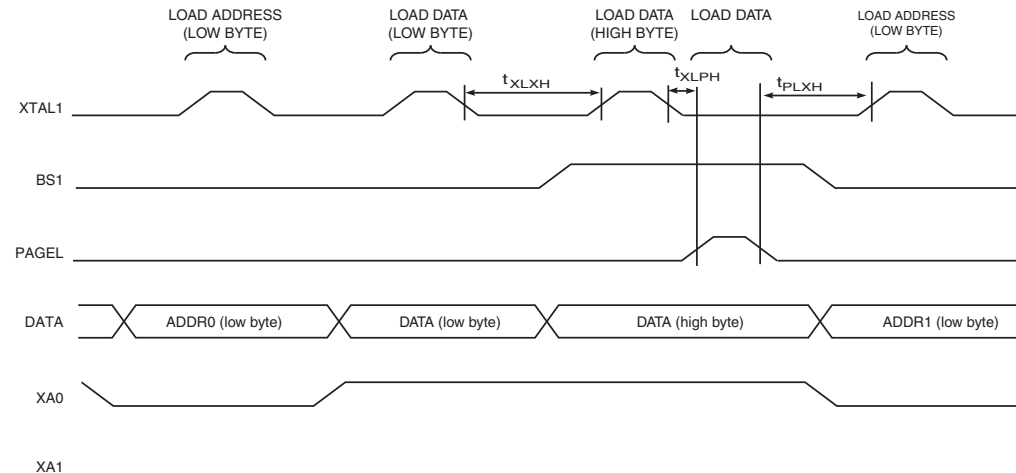 LOAD ADDRESS
(LOW BYTE)
LOAD DATA
(LOW BYTE)
LOAD DATA
(HIGH BYTE)
LOAD DATA
LOAD ADDRESS
(LOW BYTE)
tXLXH
tXLPH
tPLXH
XTAL1
BS1
PAGEL
DATA
ADDR0 (low byte)
DATA (low byte)
DATA (high byte)
ADDR1 (low byte)
XA0
XA1